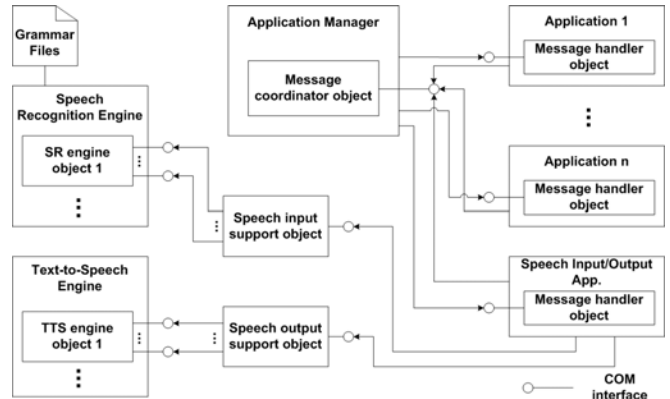 Grammar
Files
Speech
Recognition Engine
SR engine
object 1
Text-to-Speech
Engine
TTS engine
object 1
Application Manager
Message
coordinator object
Speech input
support object
Speech output
support object
Application 1
Message handler
object
Application n
Message handler
object
Speech Input/Output
App.
Message handler
object
COM
interface